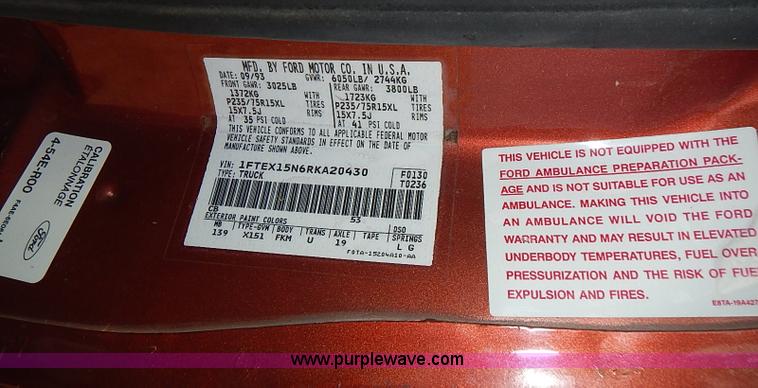 MFD. BY FORD MOTOR CO. IN U.S.A.
DATE: 09/93 GVWR: 6050LB/ 2744KG
FRONT GAWR: 3025LB REAR GAWR: 3800LB
1372KG WITH 1723KG WITH
P235/75R15XL TIRES P235/75R15XL TIRES
15X7.5J RIMS 15X7.5J RIMS
AT 35 PSI COLD AT 41 PSI COLD
THIS VEHICLE CONFORMS TO ALL APPLICABLE FEDERAL MOTOR
VEHICLE SAFETY STANDARDS IN EFFECT ON THE DATE OF
MANUFACTURE SHOWN ABOVE.
VIN: 1FTEX15N6RKA20430 F0130
TYPE: TRUCK T0236
CB 53
EXTERIOR PAINT COLORS DSO
WB TYPE-GVW BODY TRANS AXLE TAPE SPRINGS
139 X151 FKM U 19 L G
F0TA-15204A10-AA
CALIBRATION
ETALONNAGE
4-54E-R00
Ford
THIS VEHICLE IS NOT EQUIPPED WITH THE
FORD AMBULANCE PREPARATION PACK-
AGE AND IS NOT SUITABLE FOR USE AS AN
AMBULANCE. MAKING THIS VEHICLE INTO
AN AMBULANCE WILL VOID THE FORD
WARRANTY AND MAY RESULT IN ELEVATED
UNDERBODY TEMPERATURES, FUEL OVER
PRESSURIZATION AND THE RISK OF FUE
EXPULSION AND FIRES.
E8TA-19A427
www.purplewave.com